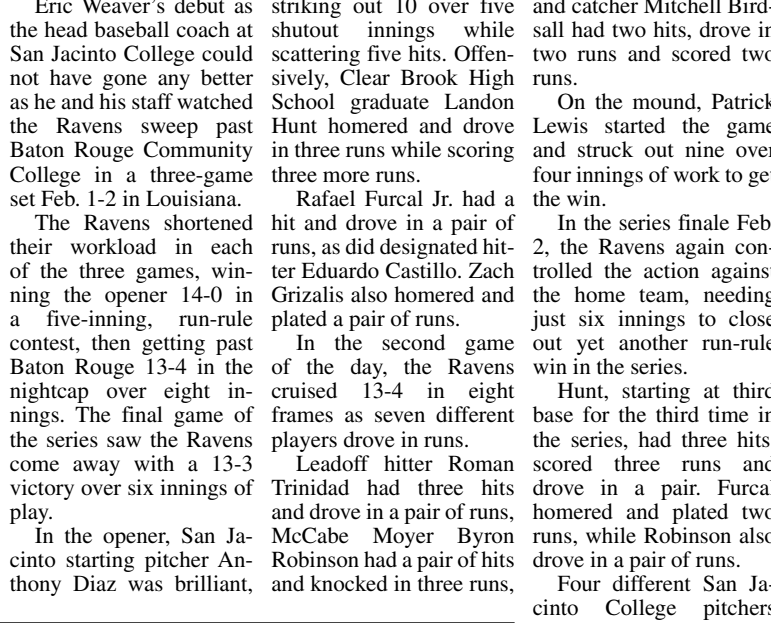 Eric Weaver's debut as
the head baseball coach at
San Jacinto College could
not have gone any better
as he and his staff watched
the Ravens sweep past
Baton Rouge Community
College in a three-game
set Feb. 1-2 in Louisiana.
The Ravens shortened
their workload in each
of the three games, win-
ning the opener 14-0 in
a five-inning, run-rule
contest, then getting past
Baton Rouge 13-4 in the
nightcap over eight in-
nings. The final game of
the series saw the Ravens
come away with a 13-3
victory over six innings of
play.
In the opener, San Ja-
cinto starting pitcher An-
thony Diaz was brilliant,
striking out 10 over five
shutout innings while
scattering five hits. Offen-
sively, Clear Brook High
School graduate Landon
Hunt homered and drove
in three runs while scoring
three more runs.
Rafael Furcal Jr. had a
hit and drove in a pair of
runs, as did designated hit-
ter Eduardo Castillo. Zach
Grizalis also homered and
plated a pair of runs.
In the second game
of the day, the Ravens
cruised 13-4 in eight
frames as seven different
players drove in runs.
Leadoff hitter Roman
Trinidad had three hits
and drove in a pair of runs,
McCabe Moyer Byron
Robinson had a pair of hits
and knocked in three runs,
and catcher Mitchell Bird-
sall had two hits, drove in
two runs and scored two
runs.
On the mound, Patrick
Lewis started the game
and struck out nine over
four innings of work to get
the win.
In the series finale Feb.
2, the Ravens again con-
trolled the action against
the home team, needing
just six innings to close
out yet another run-rule
win in the series.
Hunt, starting at third
base for the third time in
the series, had three hits,
scored three runs and
drove in a pair. Furcal
homered and plated two
runs, while Robinson also
drove in a pair of runs.
Four different San Ja-
cinto College pitchers